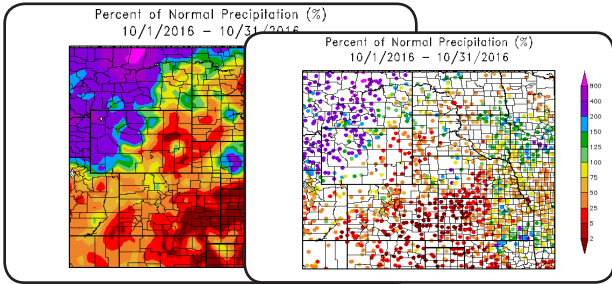 Percent of Normal Precipitation (%)
10/1/2016 – 10/31/2016
Percent of Normal Precipitation (%)
10/1/2016 – 10/31/2016
800
400
200
150
125
100
75
50
25
5
2